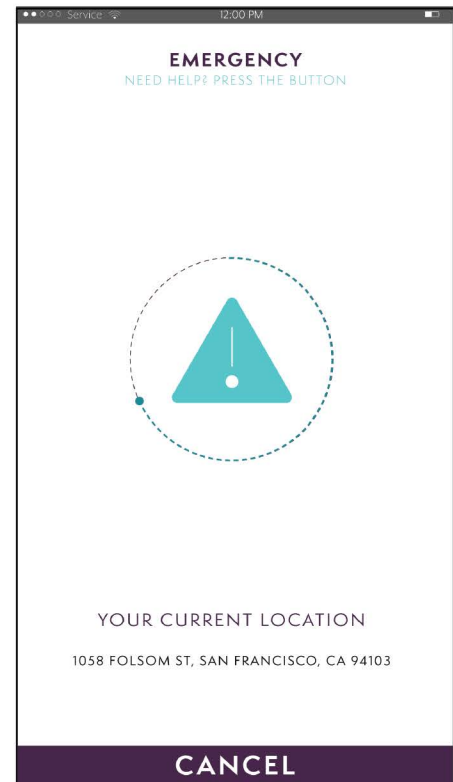 Service 12:00 PM
EMERGENCY
NEED HELP? PRESS THE BUTTON
YOUR CURRENT LOCATION
1058 FOLSOM ST, SAN FRANCISCO, CA 94103
CANCEL